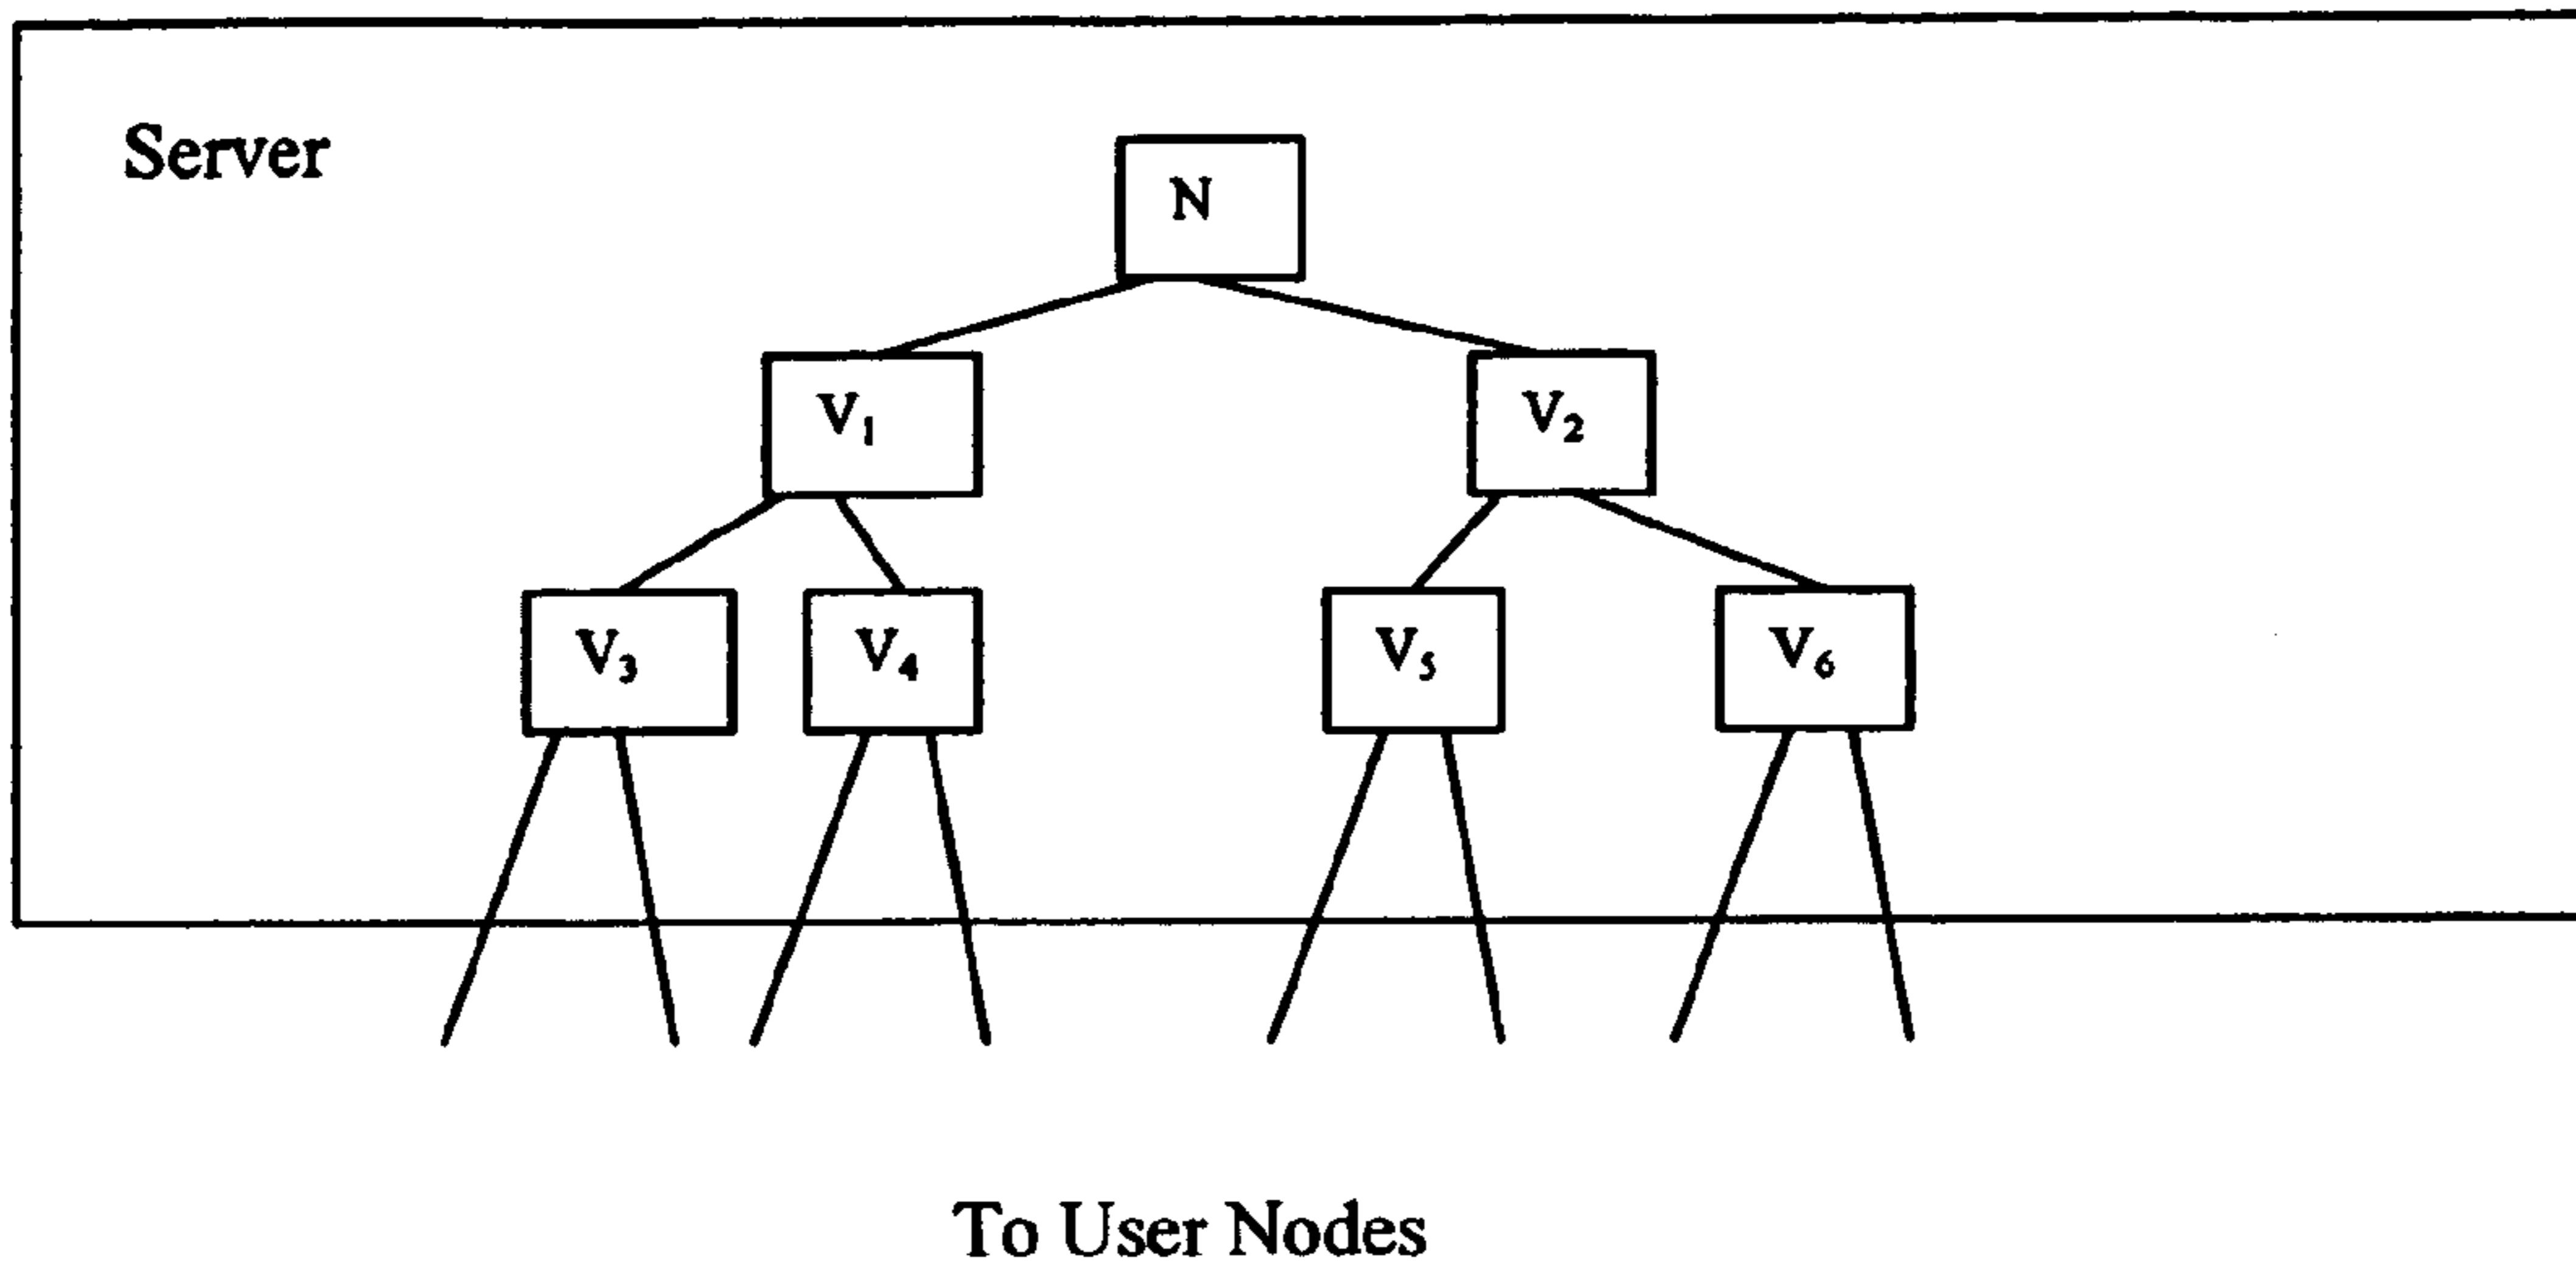 Server
N
V₁
V₂
V₃
V₄
V₅
V₆
To User Nodes